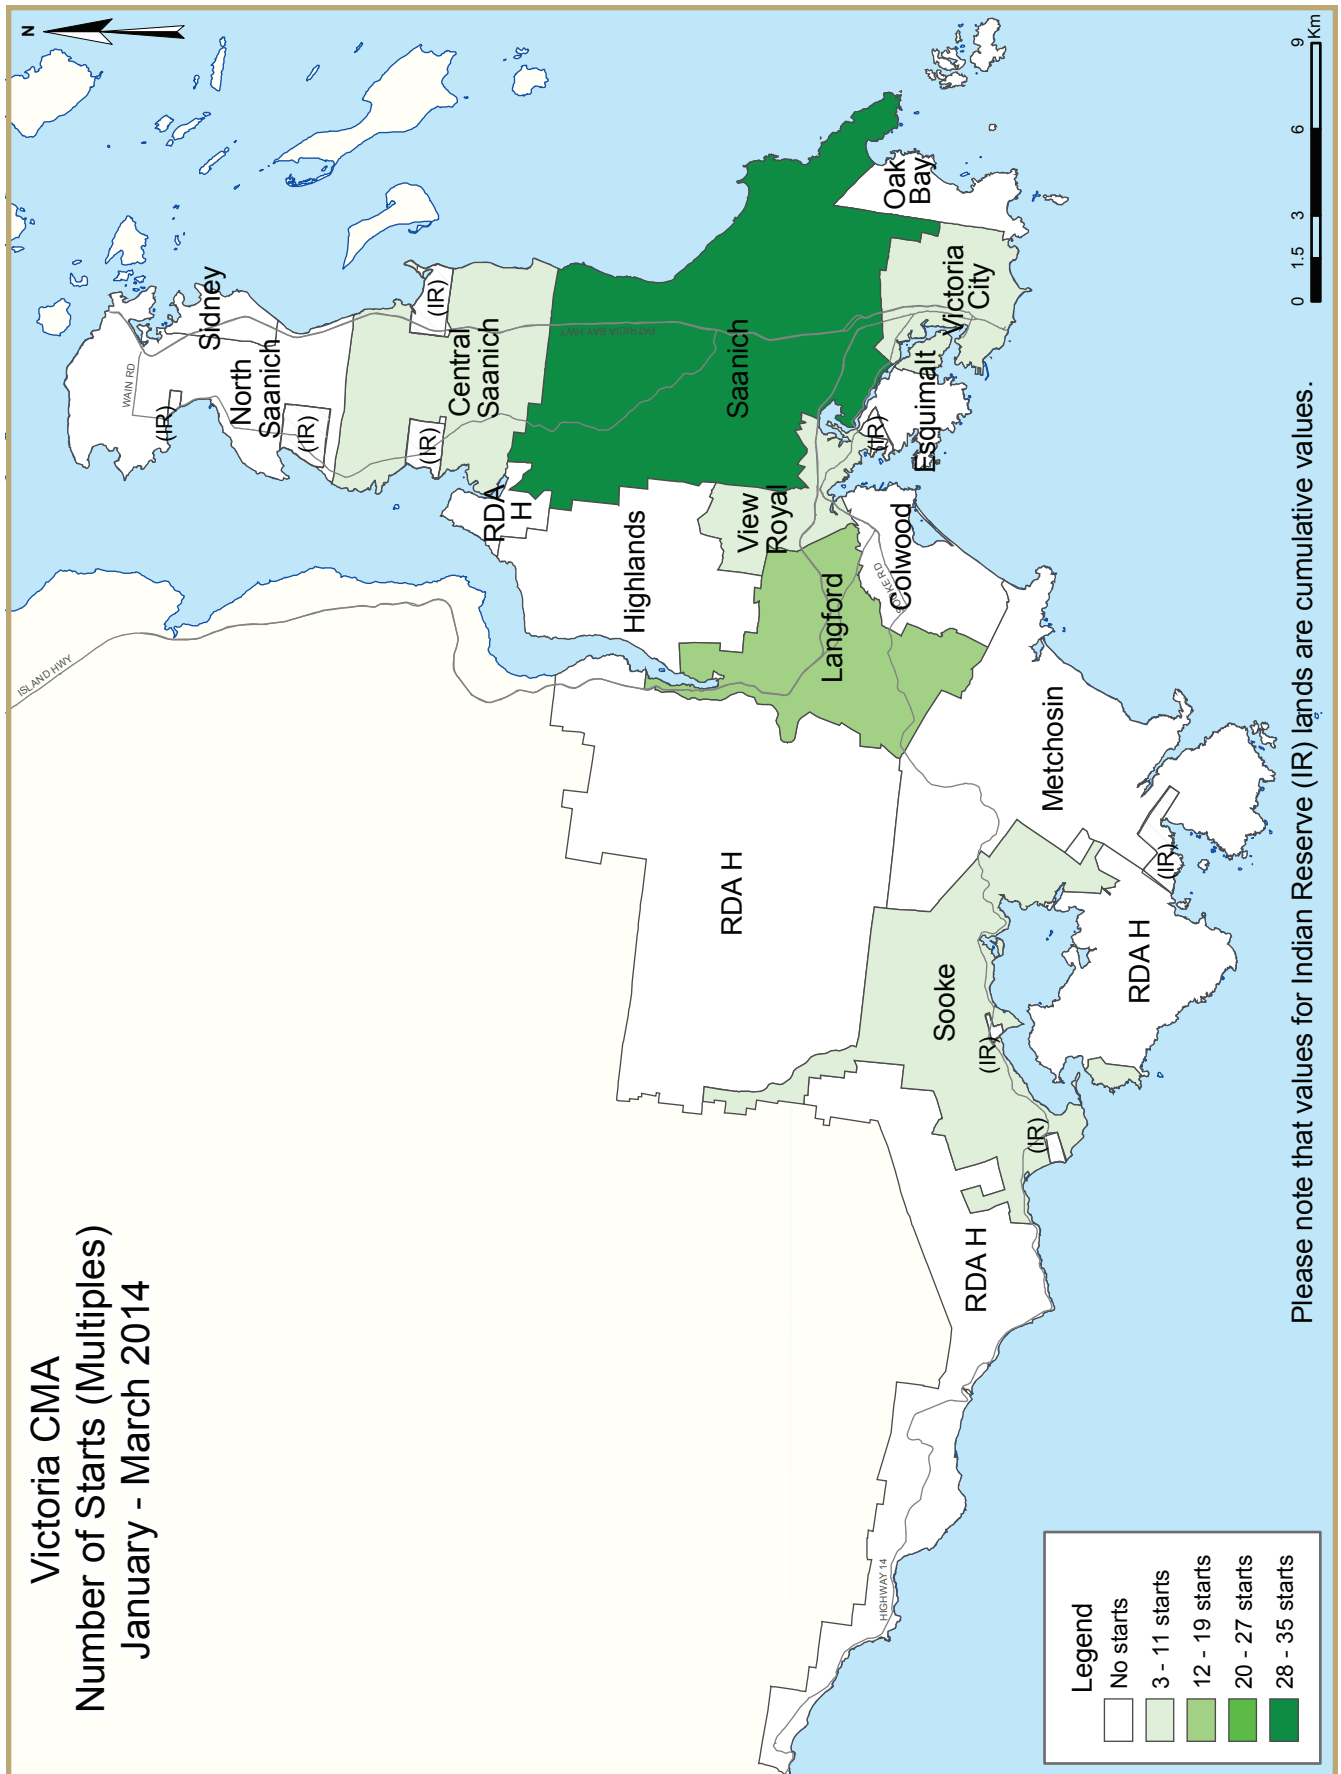 Victoria CMA
Number of Starts (Multiples)
January - March 2014
N
ISLAND HWY
WAIN RD
Sidney
North
Saanich
(IR)
(IR)
(IR)
(IR)
Central
Saanich
PATRICIA BAY HWY
RDA
H
Saanich
Highlands
View
Royal
Oak
Bay
Victoria
City
Esquimalt
(IR)
Langford
Colwood
SOOKE RD
Metchosin
RDA H
Sooke
(IR)
(IR)
(IR)
RDA H
RDA H
HIGHWAY 14
Legend
No starts
3 - 11 starts
12 - 19 starts
20 - 27 starts
28 - 35 starts
0 1.5 3 6 9
Km
Please note that values for Indian Reserve (IR) lands are cumulative values.